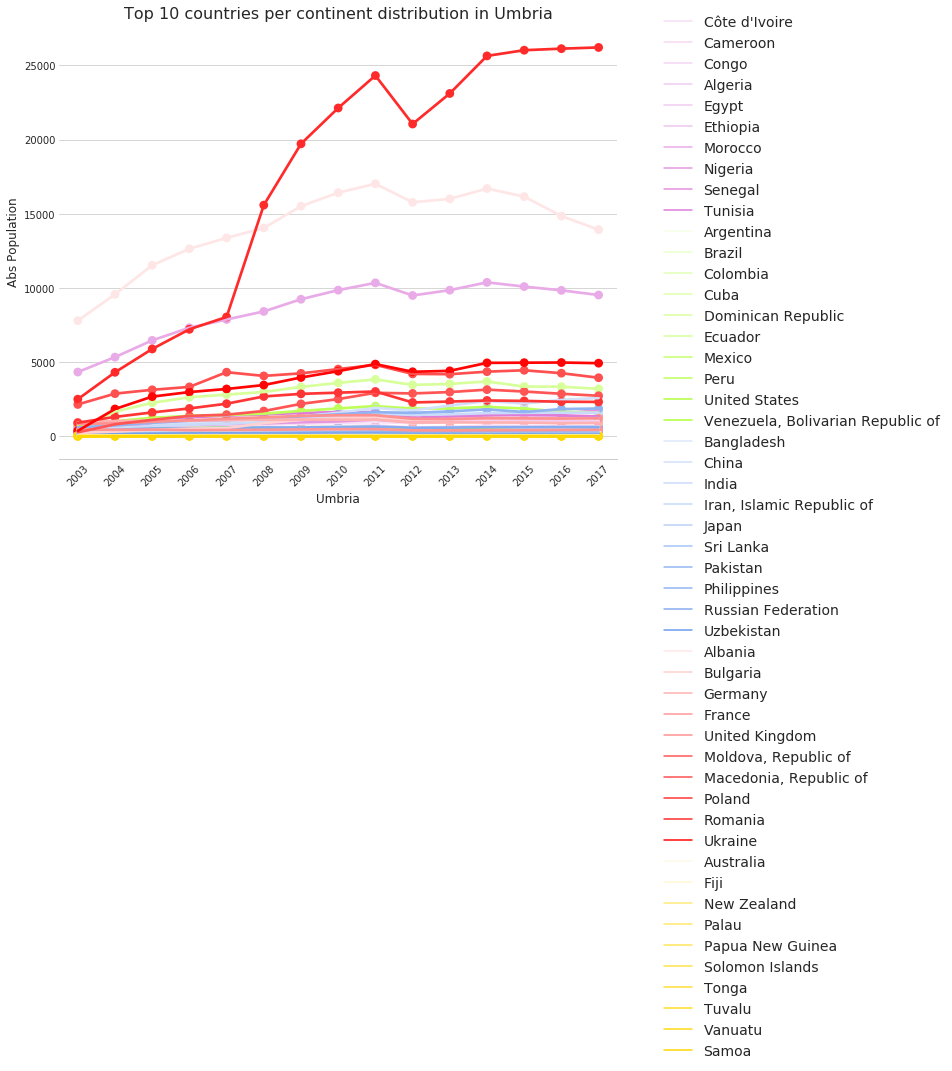 Top 10 countries per continent distribution in Umbria
Abs Population
25000
20000
15000
10000
5000
0
2003
2004
2005
2006
2007
2008
2009
2010
2011
2012
2013
2014
2015
2016
2017
Umbria
Côte d'Ivoire
Cameroon
Congo
Algeria
Egypt
Ethiopia
Morocco
Nigeria
Senegal
Tunisia
Argentina
Brazil
Colombia
Cuba
Dominican Republic
Ecuador
Mexico
Peru
United States
Venezuela, Bolivarian Republic of
Bangladesh
China
India
Iran, Islamic Republic of
Japan
Sri Lanka
Pakistan
Philippines
Russian Federation
Uzbekistan
Albania
Bulgaria
Germany
France
United Kingdom
Moldova, Republic of
Macedonia, Republic of
Poland
Romania
Ukraine
Australia
Fiji
New Zealand
Palau
Papua New Guinea
Solomon Islands
Tonga
Tuvalu
Vanuatu
Samoa